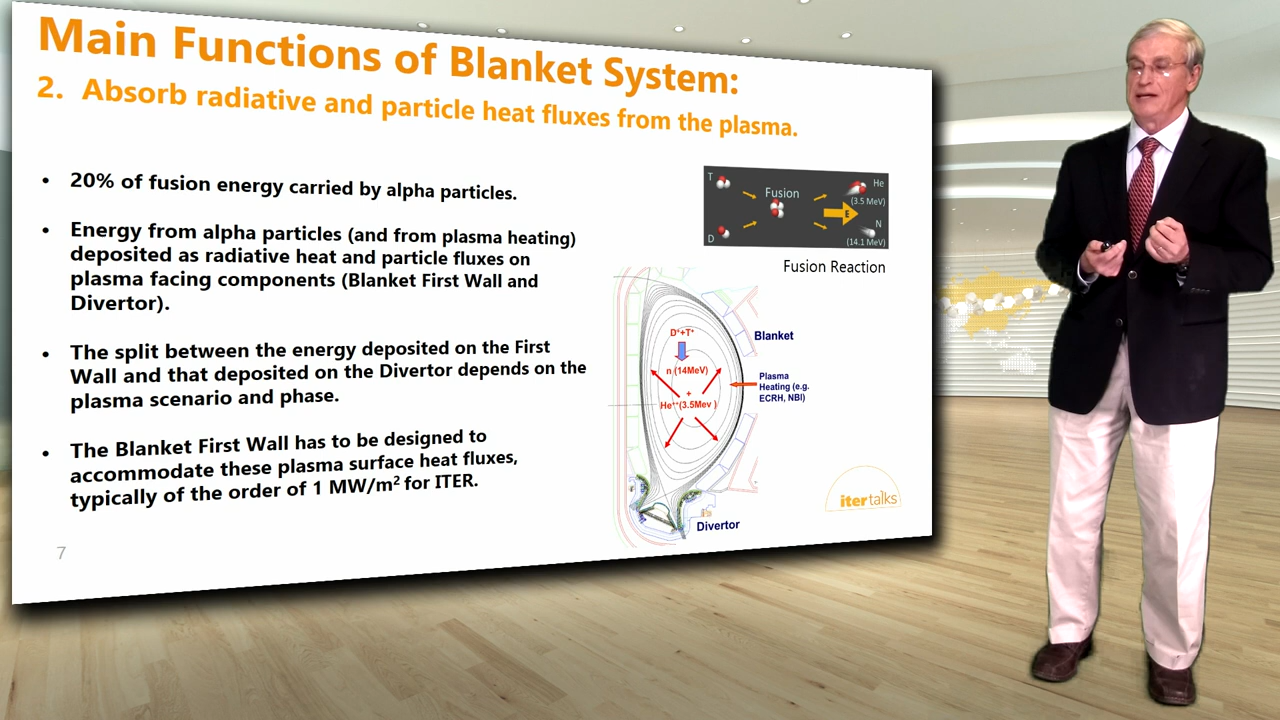 Main Functions of Blanket System:
2. Absorb radiative and particle heat fluxes from the plasma.
• 20% of fusion energy carried by alpha particles.
• Energy from alpha particles (and from plasma heating)
deposited as radiative heat and particle fluxes on
plasma facing components (Blanket First Wall and
Divertor).
• The split between the energy deposited on the First
Wall and that deposited on the Divertor depends on the
plasma scenario and phase.
• The Blanket First Wall has to be designed to
accommodate these plasma surface heat fluxes,
typically of the order of 1 MW/m² for ITER.
7
T
D
Fusion
E
He
(3.5 MeV)
N
(14.1 MeV)
Fusion Reaction
D⁺+T⁺
n (14MeV)
+
He⁺⁺(3.5Mev )
Blanket
Plasma
Heating (e.g.
ECRH, NBI)
Divertor
iter talks